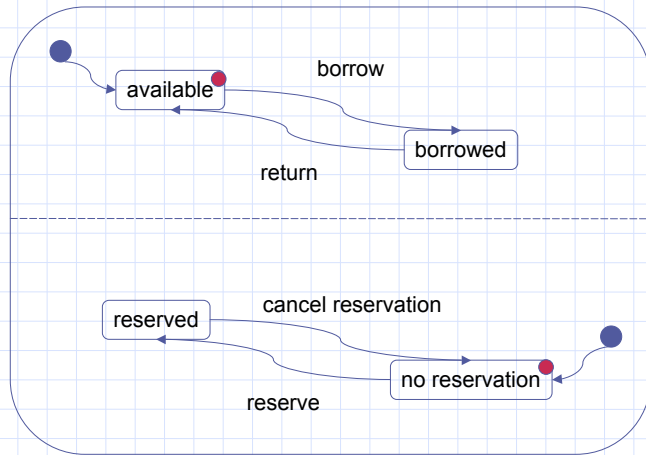 borrow
available
borrowed
return
cancel reservation
reserved
no reservation
reserve